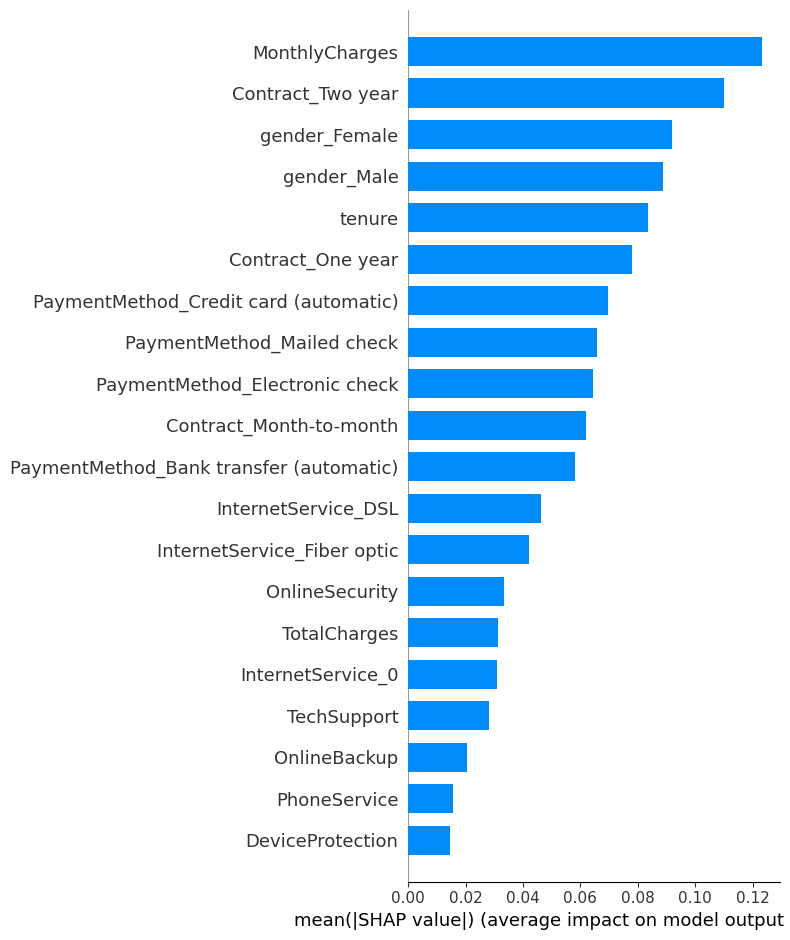 MonthlyCharges
Contract_Two year
gender_Female
gender_Male
tenure
Contract_One year
PaymentMethod_Credit card (automatic)
PaymentMethod_Mailed check
PaymentMethod_Electronic check
Contract_Month-to-month
PaymentMethod_Bank transfer (automatic)
InternetService_DSL
InternetService_Fiber optic
OnlineSecurity
TotalCharges
InternetService_0
TechSupport
OnlineBackup
PhoneService
DeviceProtection
0.00 0.02 0.04 0.06 0.08 0.10 0.12
mean(|SHAP value|) (average impact on model output